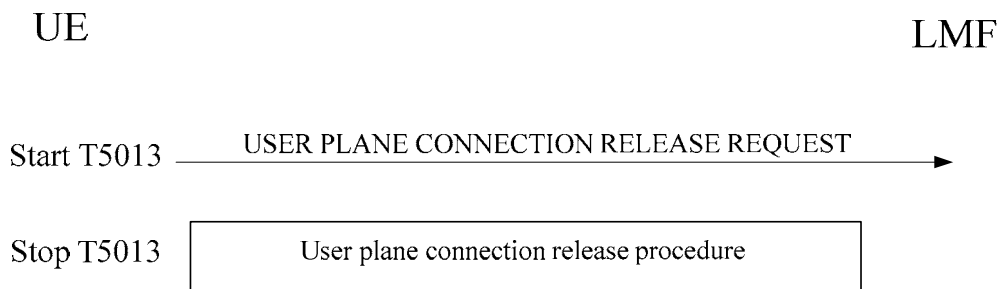 UE
LMF
Start T5013
USER PLANE CONNECTION RELEASE REQUEST
Stop T5013
User plane connection release procedure